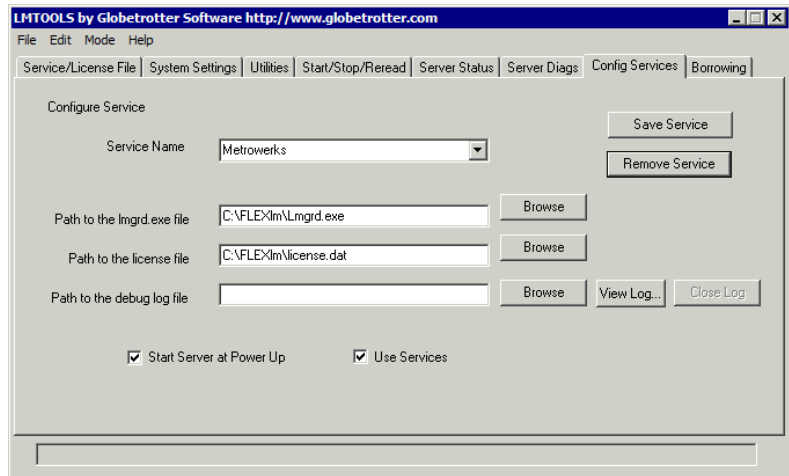 LMTOOLS by Globetrotter Software http://www.globetrotter.com
File Edit Mode Help
Service/License File System Settings Utilities Start/Stop/Reread Server Status Server Diags Config Services Borrowing
Configure Service
Save Service
Service Name Metrowerks
Remove Service
Path to the lmgrd.exe file C:\FLEXlm\Lmgrd.exe Browse
Path to the license file C:\FLEXlm\license.dat Browse
Path to the debug log file Browse View Log... Close Log
Start Server at Power Up Use Services